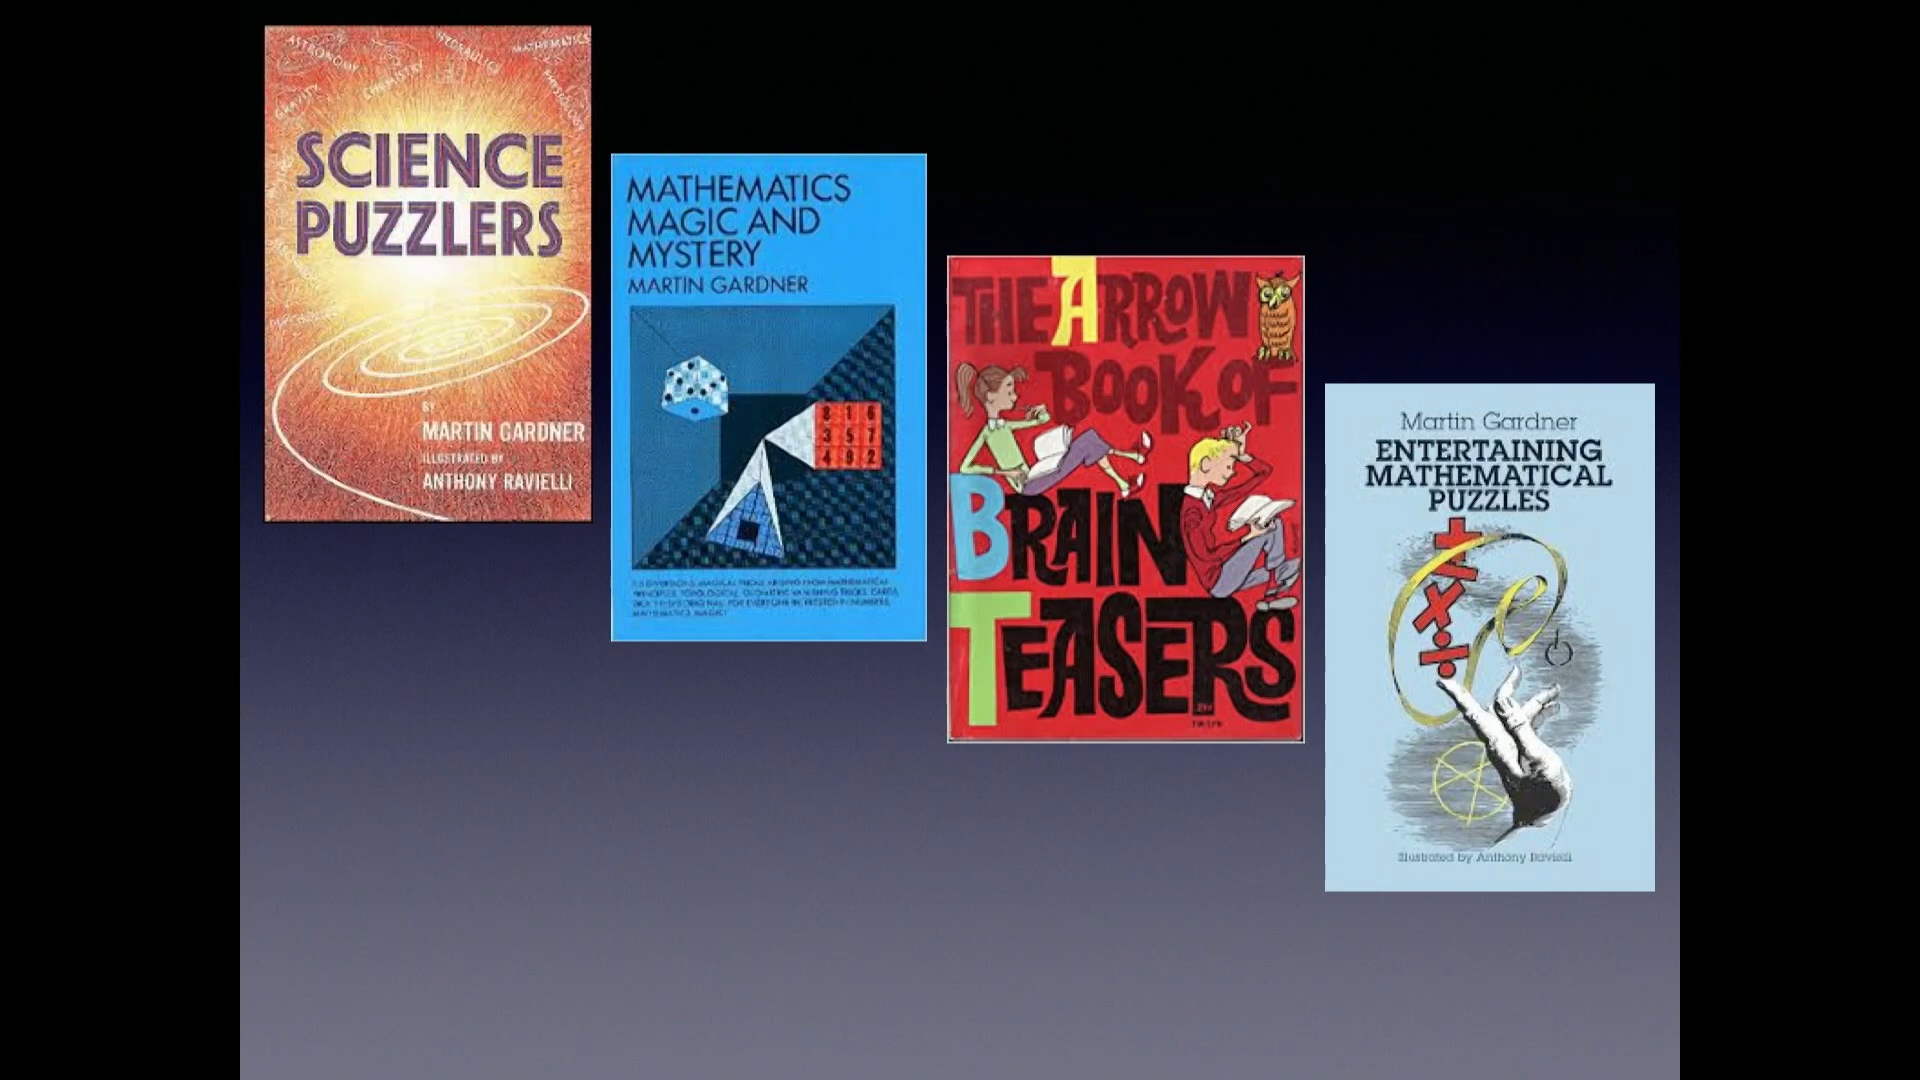 ASTRONOMY
HYDRAULICS
MATHEMATICS
GRAVITY
CHEMISTRY
PHYSIOLOGY
SCIENCE
PUZZLERS
BY
MARTIN GARDNER
ILLUSTRATED BY
ANTHONY RAVIELLI
MATHEMATICS
MAGIC AND
MYSTERY
MARTIN GARDNER
8 1 6
3 5 7
4 9 2
THE ARROW
BOOK OF
BRAIN
TEASERS
Martin Gardner
ENTERTAINING
MATHEMATICAL
PUZZLES
Illustrated by Anthony Ravielli